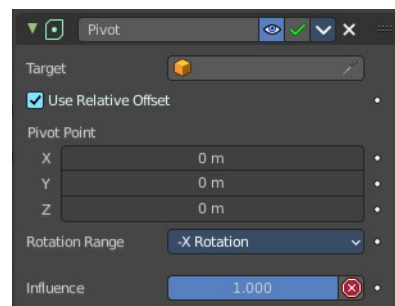 Pivot
Target
Use Relative Offset
Pivot Point
X 0 m
Y 0 m
Z 0 m
Rotation Range -X Rotation
Influence 1.000